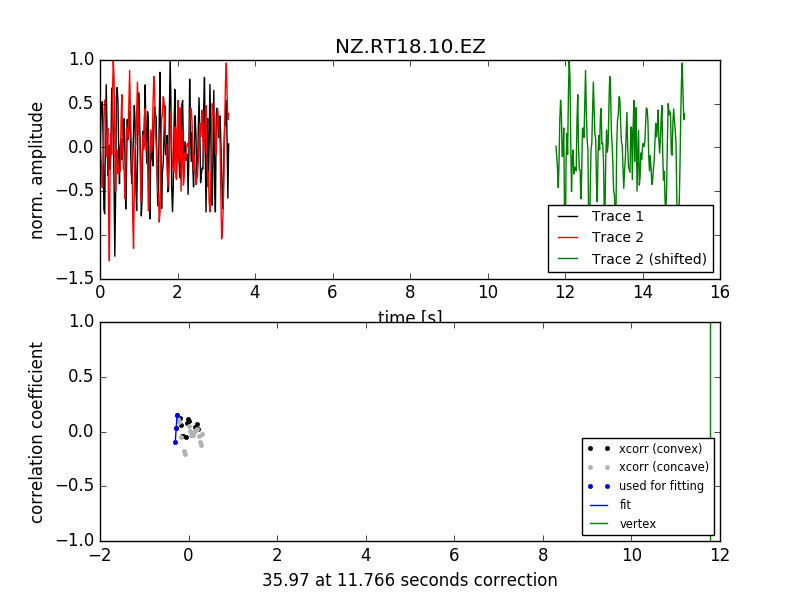 NZ.RT18.10.EZ
1.0
0.5
0.0
−0.5
−1.0
−1.5
norm. amplitude
Trace 1
Trace 2
Trace 2 (shifted)
0 2 4 6 8 10 12 14 16
time [s]
1.0
0.5
0.0
−0.5
−1.0
correlation coefficient
xcorr (convex)
xcorr (concave)
used for fitting
fit
vertex
−2 0 2 4 6 8 10 12
35.97 at 11.766 seconds correction